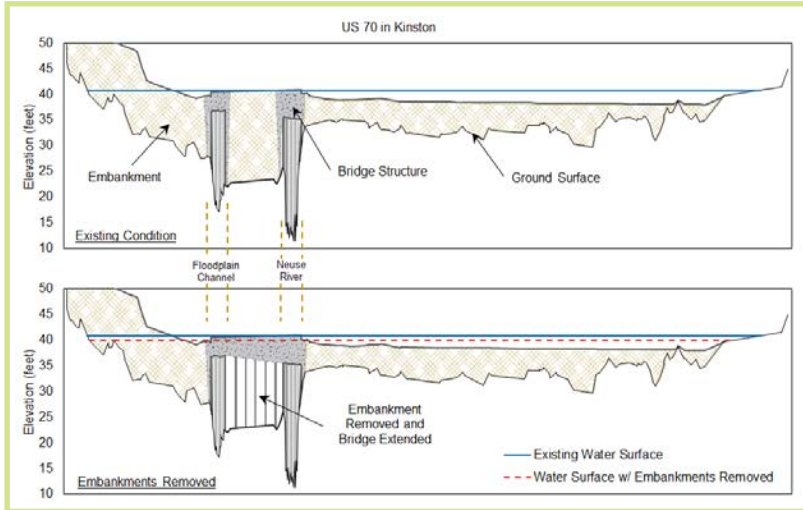 US 70 in Kinston
50
45
40
35
30
25
20
15
10
Elevation (feet)
Embankment
Bridge Structure
Ground Surface
Existing Condition
Floodplain
Channel
Neuse
River
50
45
40
35
30
25
20
15
10
Elevation (feet)
Embankment
Removed and
Bridge Extended
Embankments Removed
Existing Water Surface
Water Surface w/ Embankments Removed